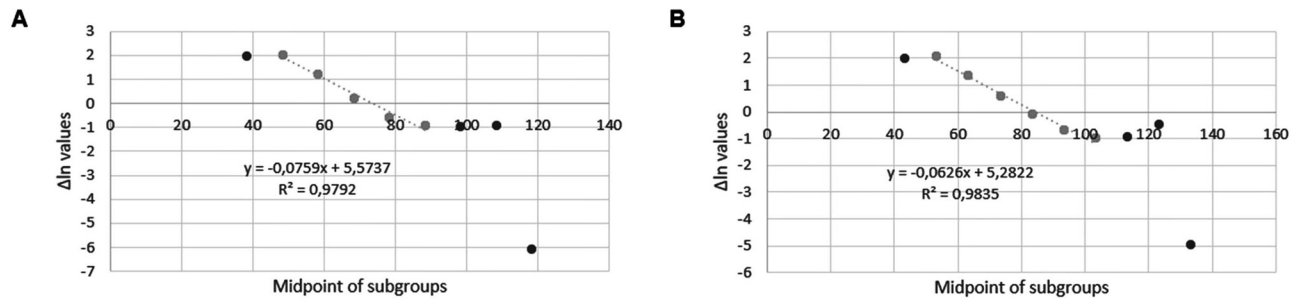 A
3
2
1
0
-1
-2
-3
-4
-5
-6
-7
0 20 40 60 80 100 120 140
Δln values
y = -0,0759x + 5,5737
R² = 0,9792
Midpoint of subgroups
B
3
2
1
0
-1
-2
-3
-4
-5
-6
0 20 40 60 80 100 120 140 160
Δln values
y = -0,0626x + 5,2822
R² = 0,9835
Midpoint of subgroups